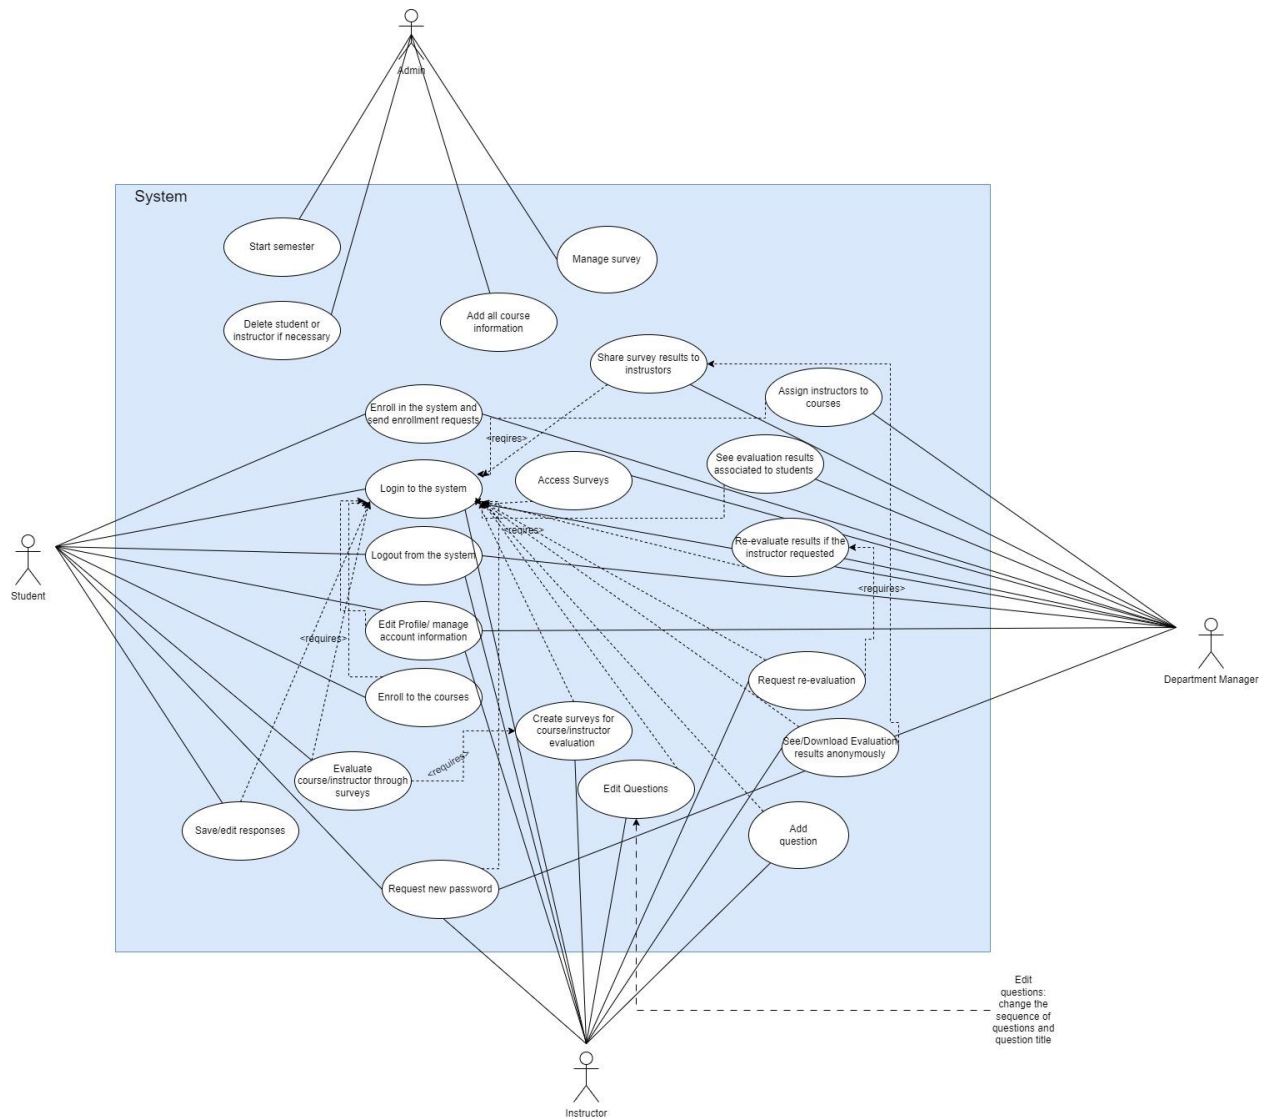 Admin
System
Start semester
Manage survey
Delete student or
instructor if necessary
Add all course
information
Share survey results to
instrustors
Assign instructors to
courses
Enroll in the system and
send enrollment requests
<reqires>
See evaluation results
associated to students
Access Surveys
Login to the system
<reqires>
Re-evaluate results if the
instructor requested
Logout from the system
Student
<requires>
Edit Profile/ manage
account information
<requires>
Department Manager
Request re-evaluation
Enroll to the courses
Create surveys for
course/instructor
evaluation
See/Download Evaluation
results anonymously
<requires>
Evaluate
course/instructor through
surveys
Edit Questions
Save/edit responses
Add
question
Request new password
Edit
questions:
change the
sequence of
questions and
question title
Instructor